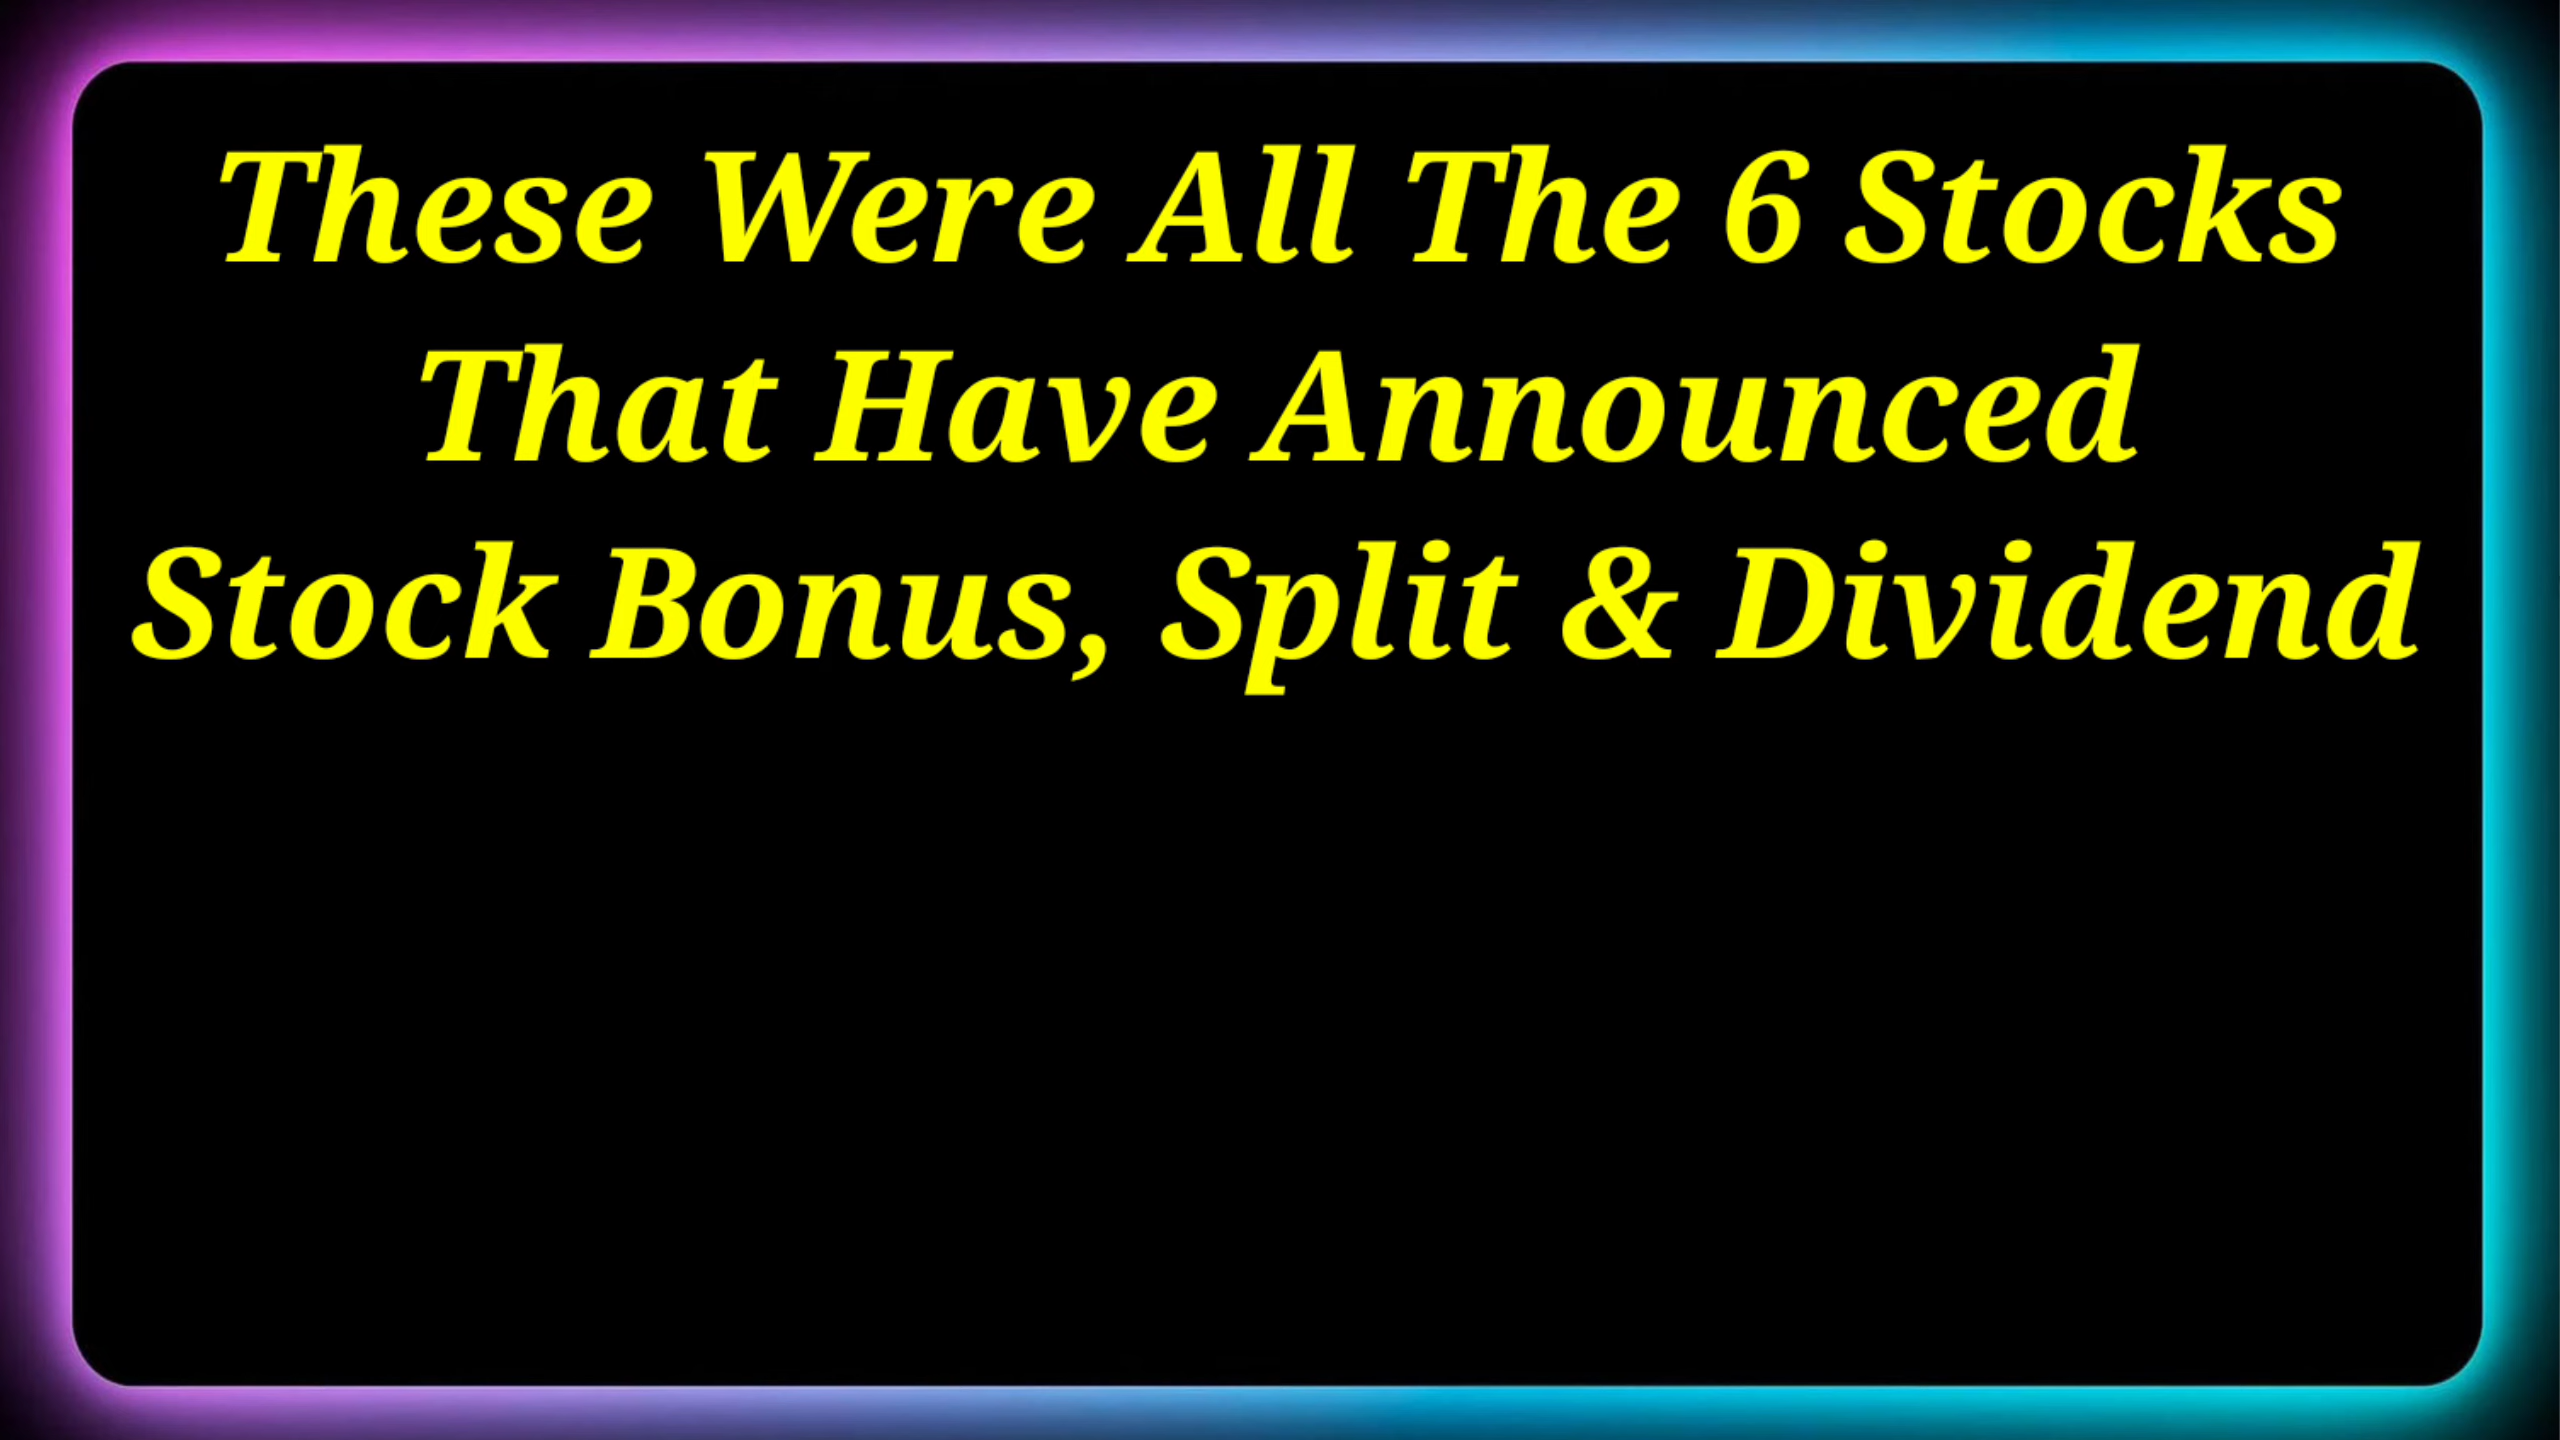 These Were All The 6 Stocks
That Have Announced
Stock Bonus, Split & Dividend